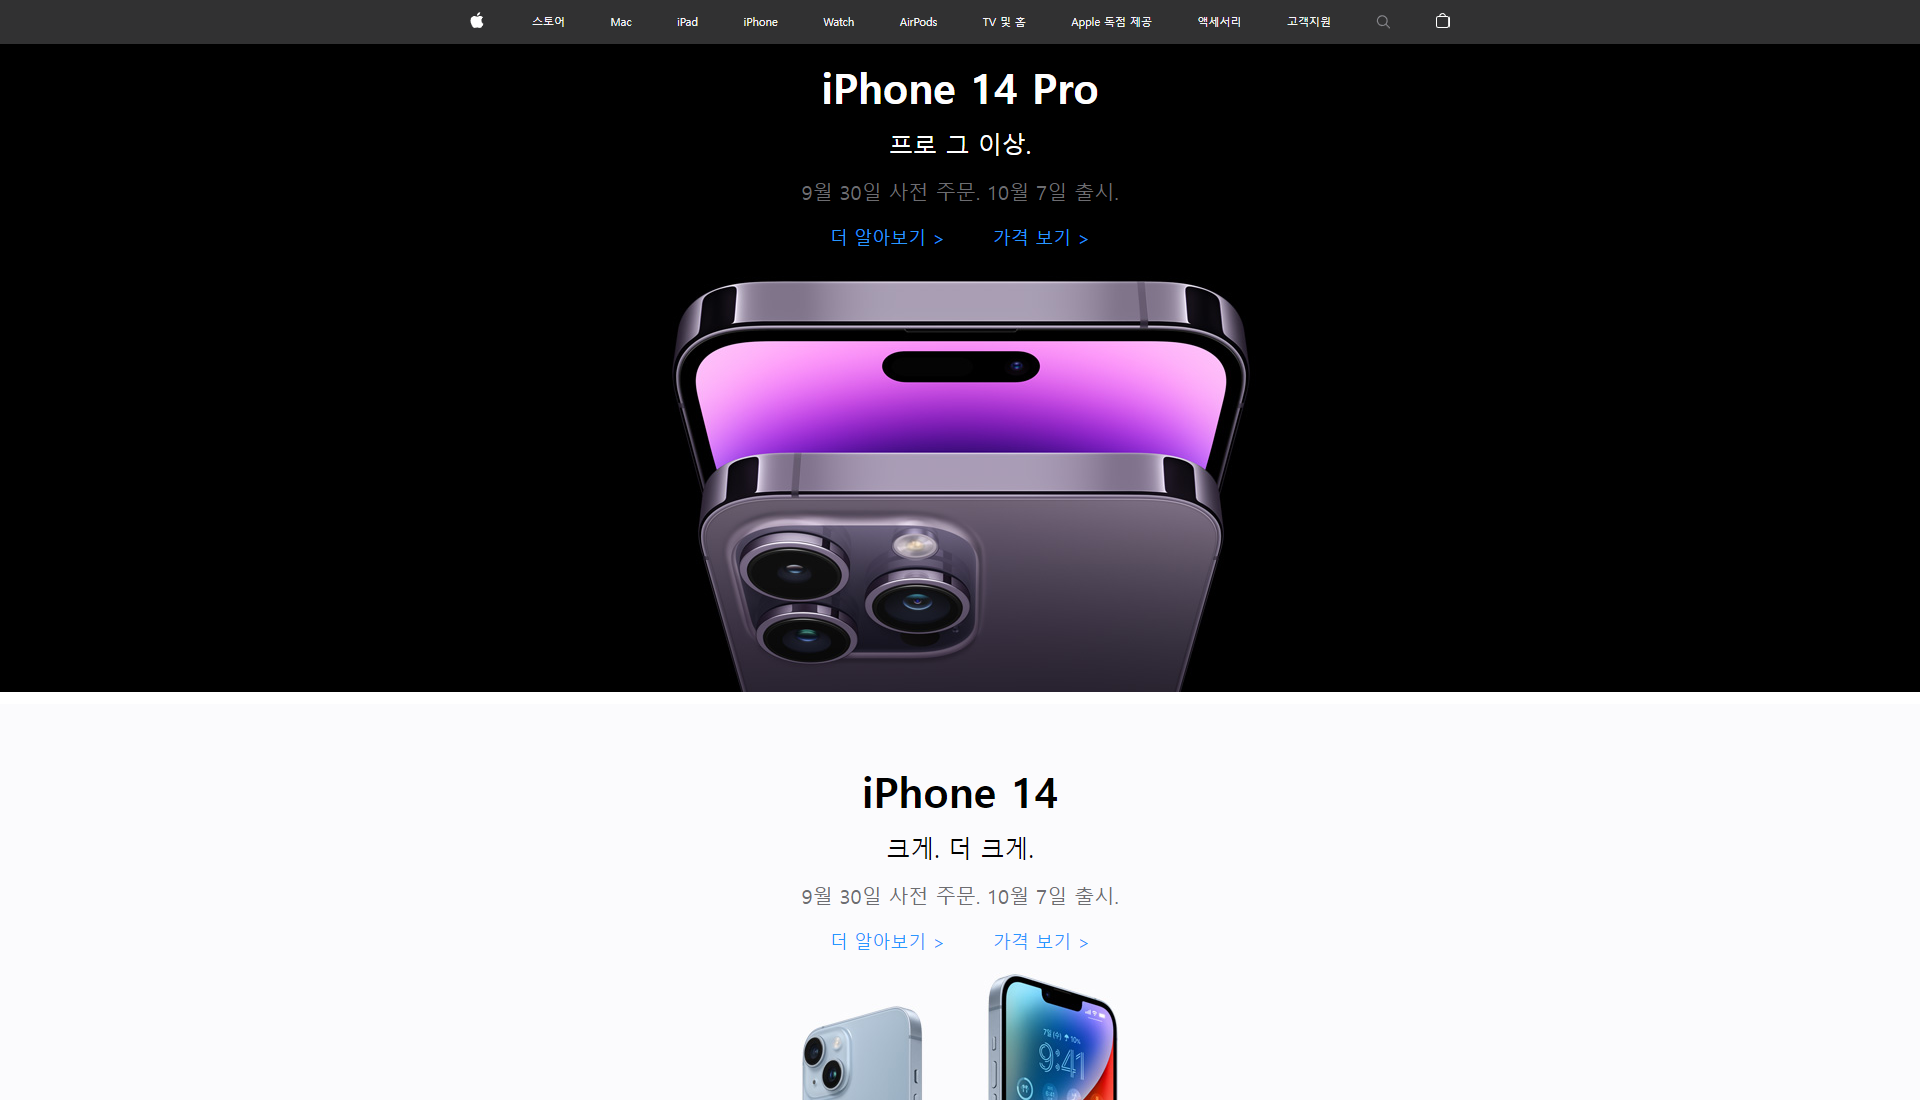 스토어 Mac iPad iPhone Watch AirPods TV 및 홈 Apple 독점 제공 액세서리 고객지원
iPhone 14 Pro
프로 그 이상.
9월 30일 사전 주문. 10월 7일 출시.
더 알아보기 > 가격 보기 >
iPhone 14
크게. 더 크게.
9월 30일 사전 주문. 10월 7일 출시.
더 알아보기 > 가격 보기 >
7일 (수) 10%
9:41